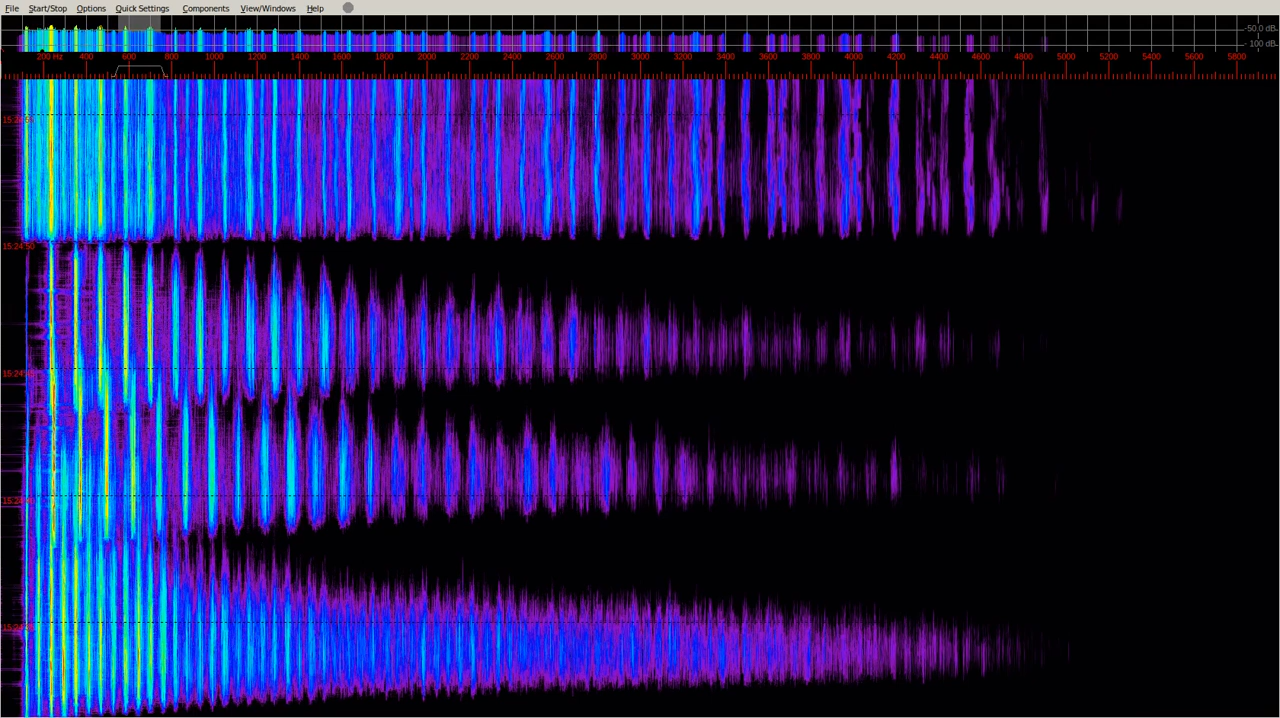 File Start/Stop Options Quick Settings Components View/Windows Help
-50.0 dB
-100 dB
200 Hz 400 600 800 1000 1200 1400 1600 1800 2000 2200 2400 2600 2800 3000 3200 3400 3600 3800 4000 4200 4400 4600 4800 5000 5200 5400 5600 5800
15:24:50